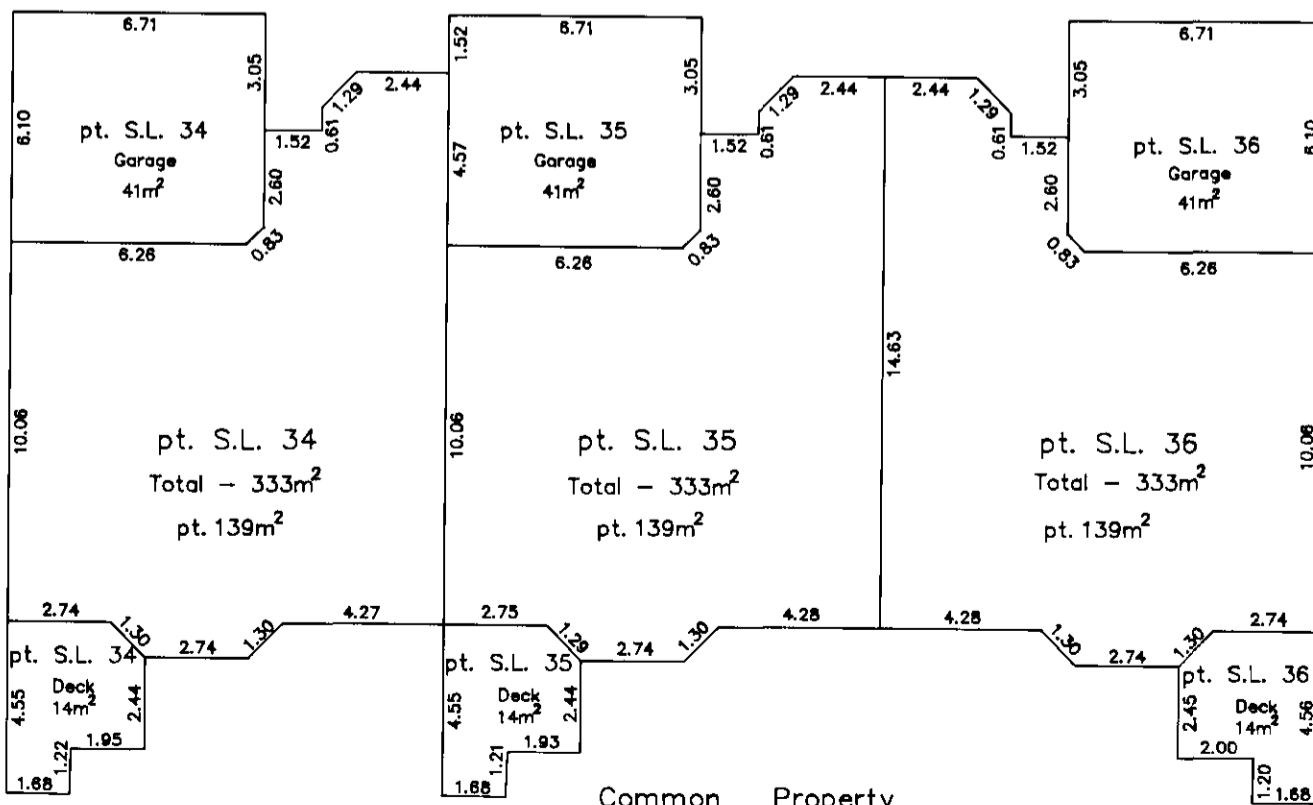 6.71
6.71
6.71
1.52
3.05
3.05
3.05
1.29
2.44
1.29
2.44
2.44
1.29
6.10
pt. S.L. 34
Garage
41m²
1.52
0.61
4.57
pt. S.L. 35
Garage
41m²
1.52
0.61
0.61
1.52
pt. S.L. 36
Garage
41m²
6.10
2.60
2.60
2.60
6.26
0.83
6.26
0.83
0.83
6.26
14.63
10.06
10.06
10.06
pt. S.L. 34
Total - 333m²
pt. 139m²
pt. S.L. 35
Total - 333m²
pt. 139m²
pt. S.L. 36
Total - 333m²
pt. 139m²
2.74
1.30
2.74
1.30
4.27
2.75
1.29
2.74
1.30
4.28
4.28
1.30
2.74
1.30
2.74
pt. S.L. 34
Deck
14m²
4.55
2.44
1.95
1.22
1.68
pt. S.L. 35
Deck
14m²
4.55
2.44
1.93
1.21
1.68
pt. S.L. 36
Deck
14m²
2.45
4.56
2.00
1.20
1.68
Common Property